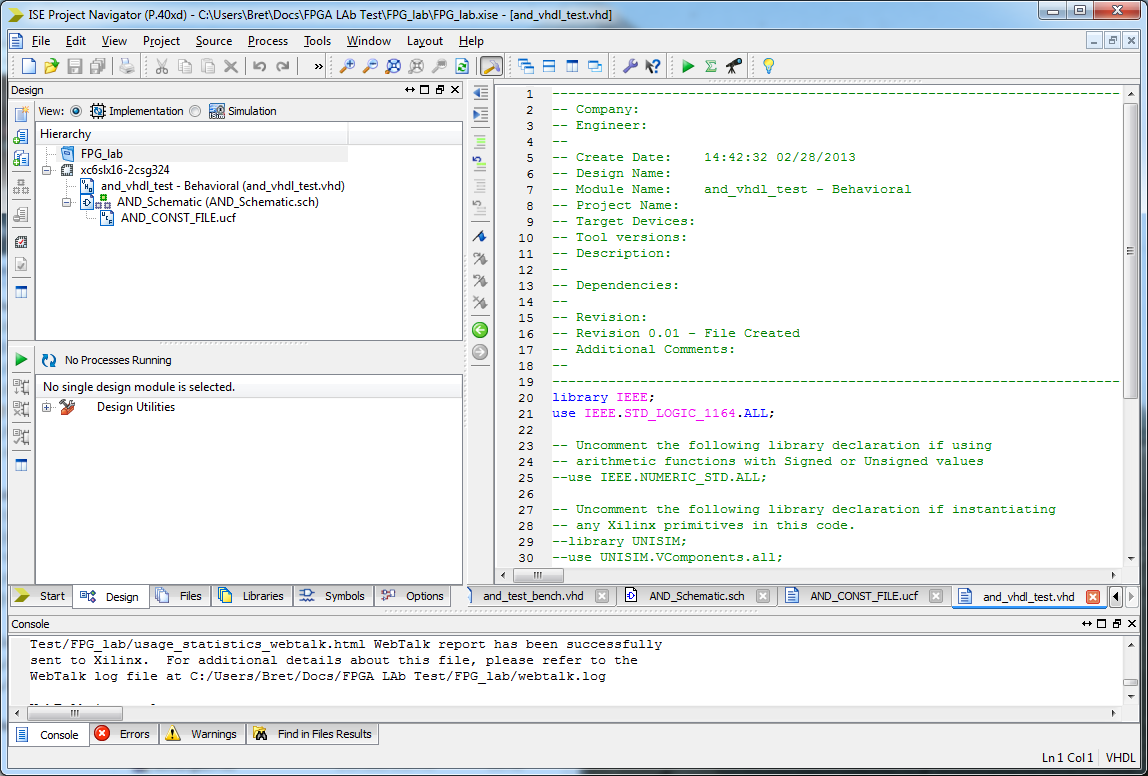 ISE Project Navigator (P.40xd) - C:\Users\Bret\Docs\FPGA LAb Test\FPG_lab\FPG_lab.xise - [and_vhdl_test.vhd]
File Edit View Project Source Process Tools Window Layout Help
Design
View: Implementation Simulation
Hierarchy
FPG_lab
xc6slx16-2csg324
and_vhdl_test - Behavioral (and_vhdl_test.vhd)
AND_Schematic (AND_Schematic.sch)
AND_CONST_FILE.ucf
No Processes Running
No single design module is selected.
Design Utilities
Start Design Files Libraries Symbols Options
1 --------------------------------------------------------------------------------
2 -- Company:
3 -- Engineer:
4 --
5 -- Create Date:    14:42:32 02/28/2013
6 -- Design Name:
7 -- Module Name:    and_vhdl_test - Behavioral
8 -- Project Name:
9 -- Target Devices:
10 -- Tool versions:
11 -- Description:
12 --
13 -- Dependencies:
14 --
15 -- Revision:
16 -- Revision 0.01 - File Created
17 -- Additional Comments:
18 --
19 --------------------------------------------------------------------------------
20 library IEEE;
21 use IEEE.STD_LOGIC_1164.ALL;
22
23 -- Uncomment the following library declaration if using
24 -- arithmetic functions with Signed or Unsigned values
25 --use IEEE.NUMERIC_STD.ALL;
26
27 -- Uncomment the following library declaration if instantiating
28 -- any Xilinx primitives in this code.
29 --library UNISIM;
30 --use UNISIM.VComponents.all;
and_test_bench.vhd AND_Schematic.sch AND_CONST_FILE.ucf and_vhdl_test.vhd
Console
Test/FPG_lab/usage_statistics_webtalk.html WebTalk report has been successfully
sent to Xilinx.  For additional details about this file, please refer to the
WebTalk log file at C:/Users/Bret/Docs/FPGA LAb Test/FPG_lab/webtalk.log
Console Errors Warnings Find in Files Results
Ln 1 Col 1 VHDL